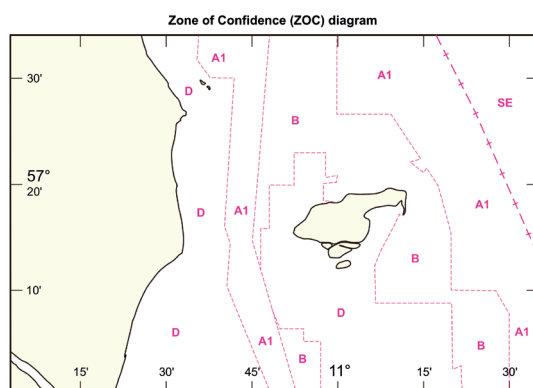 Zone of Confidence (ZOC) diagram
A1
A1
30'
D
SE
B
57°
20'
D
A1
A1
B
10'
D
D
A1
A1
B
B
45'
30'
15'
11°
15'
30'